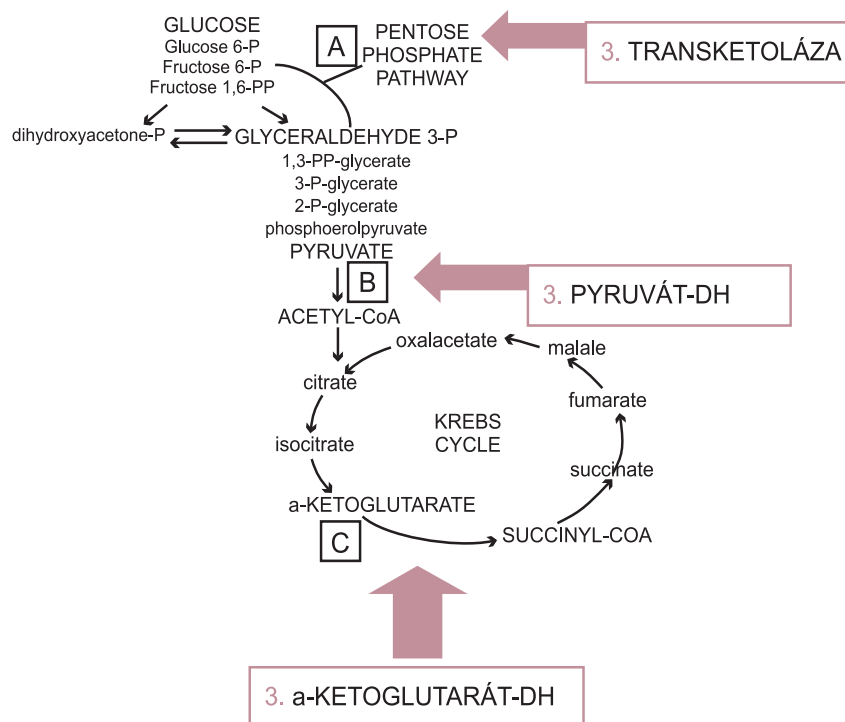 GLUCOSE
Glucose 6-P
Fructose 6-P
Fructose 1,6-PP
A
PENTOSE
PHOSPHATE
PATHWAY
3. TRANSKETOLÁZA
dihydroxyacetone-P
GLYCERALDEHYDE 3-P
1,3-PP-glycerate
3-P-glycerate
2-P-glycerate
phosphoerolpyruvate
PYRUVATE
B
3. PYRUVÁT-DH
ACETYL-CoA
oxalacetate
malale
citrate
fumarate
KREBS
CYCLE
isocitrate
succinate
a-KETOGLUTARATE
C
SUCCINYL-COA
3. a-KETOGLUTARÁT-DH